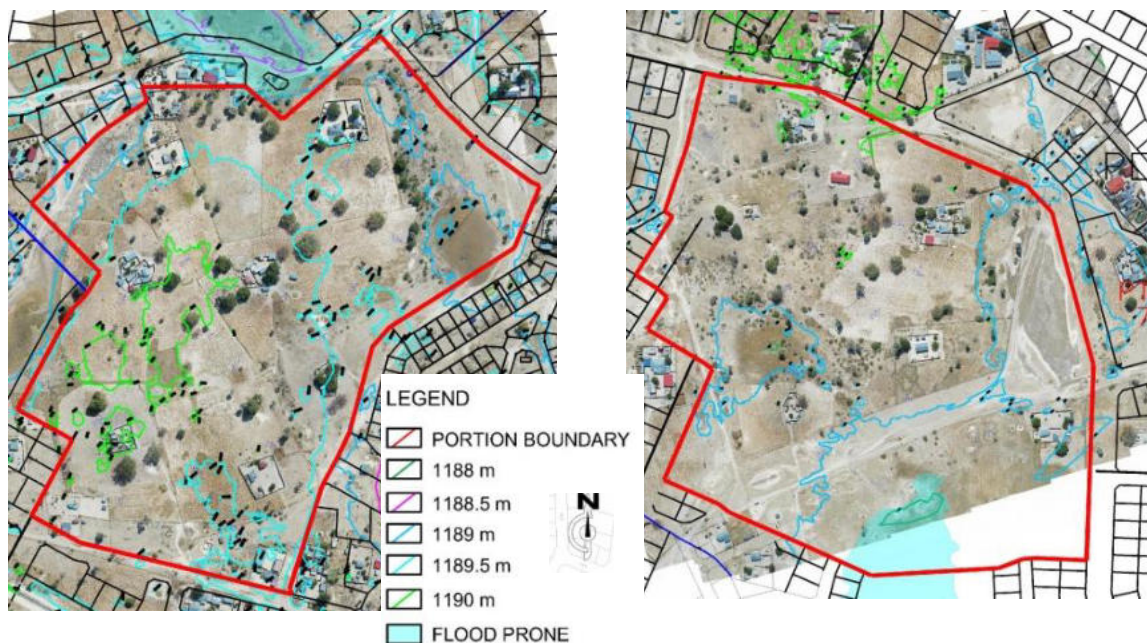 LEGEND
PORTION BOUNDARY
1188 m
1188.5 m
1189 m
1189.5 m
1190 m
FLOOD PRONE
N